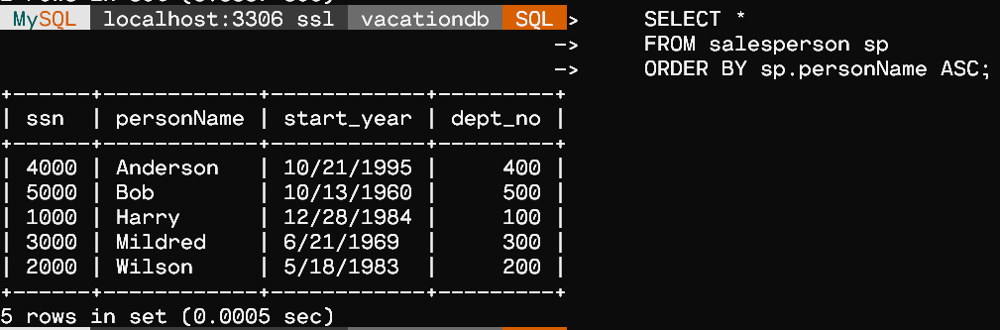 MySQL localhost:3306 ssl vacationdb SQL > SELECT *
-> FROM salesperson sp
-> ORDER BY sp.personName ASC;
+------+------------+------------+---------+
| ssn | personName | start_year | dept_no |
+------+------------+------------+---------+
| 4000 | Anderson | 10/21/1995 | 400 |
| 5000 | Bob | 10/13/1960 | 500 |
| 1000 | Harry | 12/28/1984 | 100 |
| 3000 | Mildred | 6/21/1969 | 300 |
| 2000 | Wilson | 5/18/1983 | 200 |
+------+------------+------------+---------+
5 rows in set (0.0005 sec)